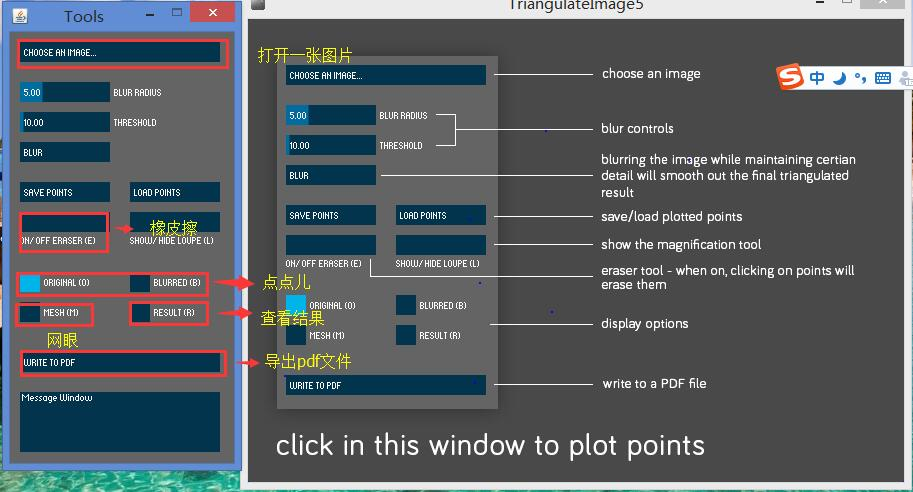 Tools
CHOOSE AN IMAGE...
5.00
BLUR RADIUS
10.00
THRESHOLD
BLUR
SAVE POINTS
LOAD POINTS
橡皮擦
ON/OFF ERASER (E)
SHOW/HIDE LOUPE (L)
ORIGINAL (O)
BLURRED (B)
点点儿
MESH (M)
RESULT (R)
查看结果
网眼
WRITE TO PDF
导出pdf文件
Message Window
TriangulateImage5
打开一张图片
CHOOSE AN IMAGE...
choose an image
中
5.00
BLUR RADIUS
10.00
THRESHOLD
blur controls
BLUR
blurring the image while maintaining certian
detail will smooth out the final triangulated
result
SAVE POINTS
LOAD POINTS
save/load plotted points
show the magnification tool
ON/OFF ERASER (E)
SHOW/HIDE LOUPE (L)
eraser tool - when on, clicking on points will
erase them
ORIGINAL (O)
BLURRED (B)
MESH (M)
RESULT (R)
display options
WRITE TO PDF
write to a PDF file
click in this window to plot points